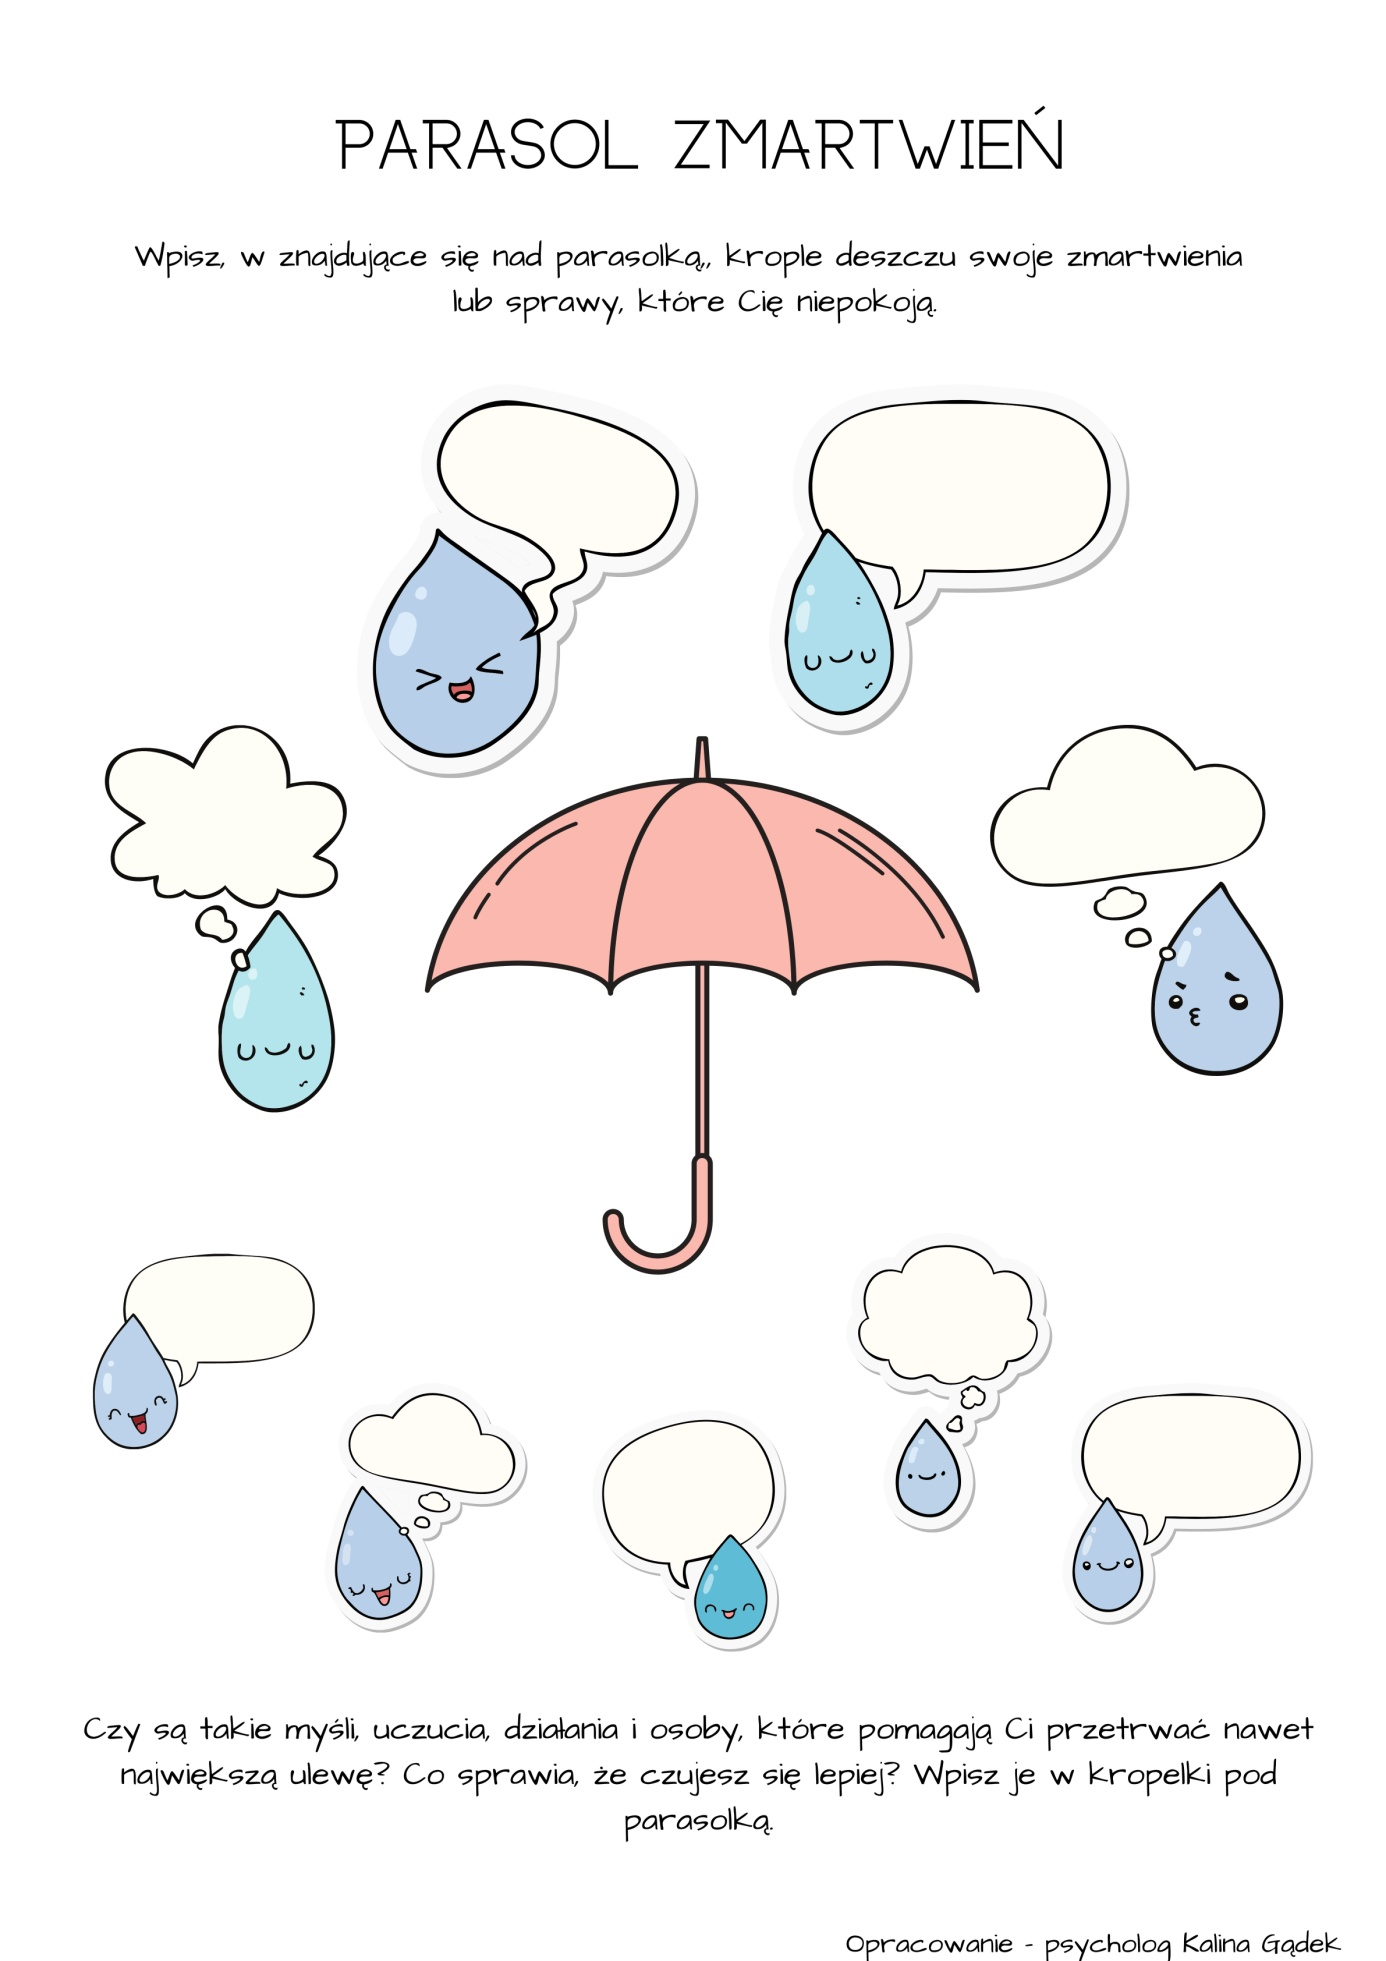 PARASOL ZMARTWIEŃ
Wpisz, w znajdujące się nad parasolką,, krople deszczu swoje zmartwienia
lub sprawy, które Cię niepokoją.
Czy są takie myśli, uczucia, działania i osoby, które pomagają Ci przetrwać nawet
największą ulewę? Co sprawia, że czujesz się lepiej? Wpisz je w kropelki pod
parasolką.
Opracowanie - psycholog Kalina Gądek